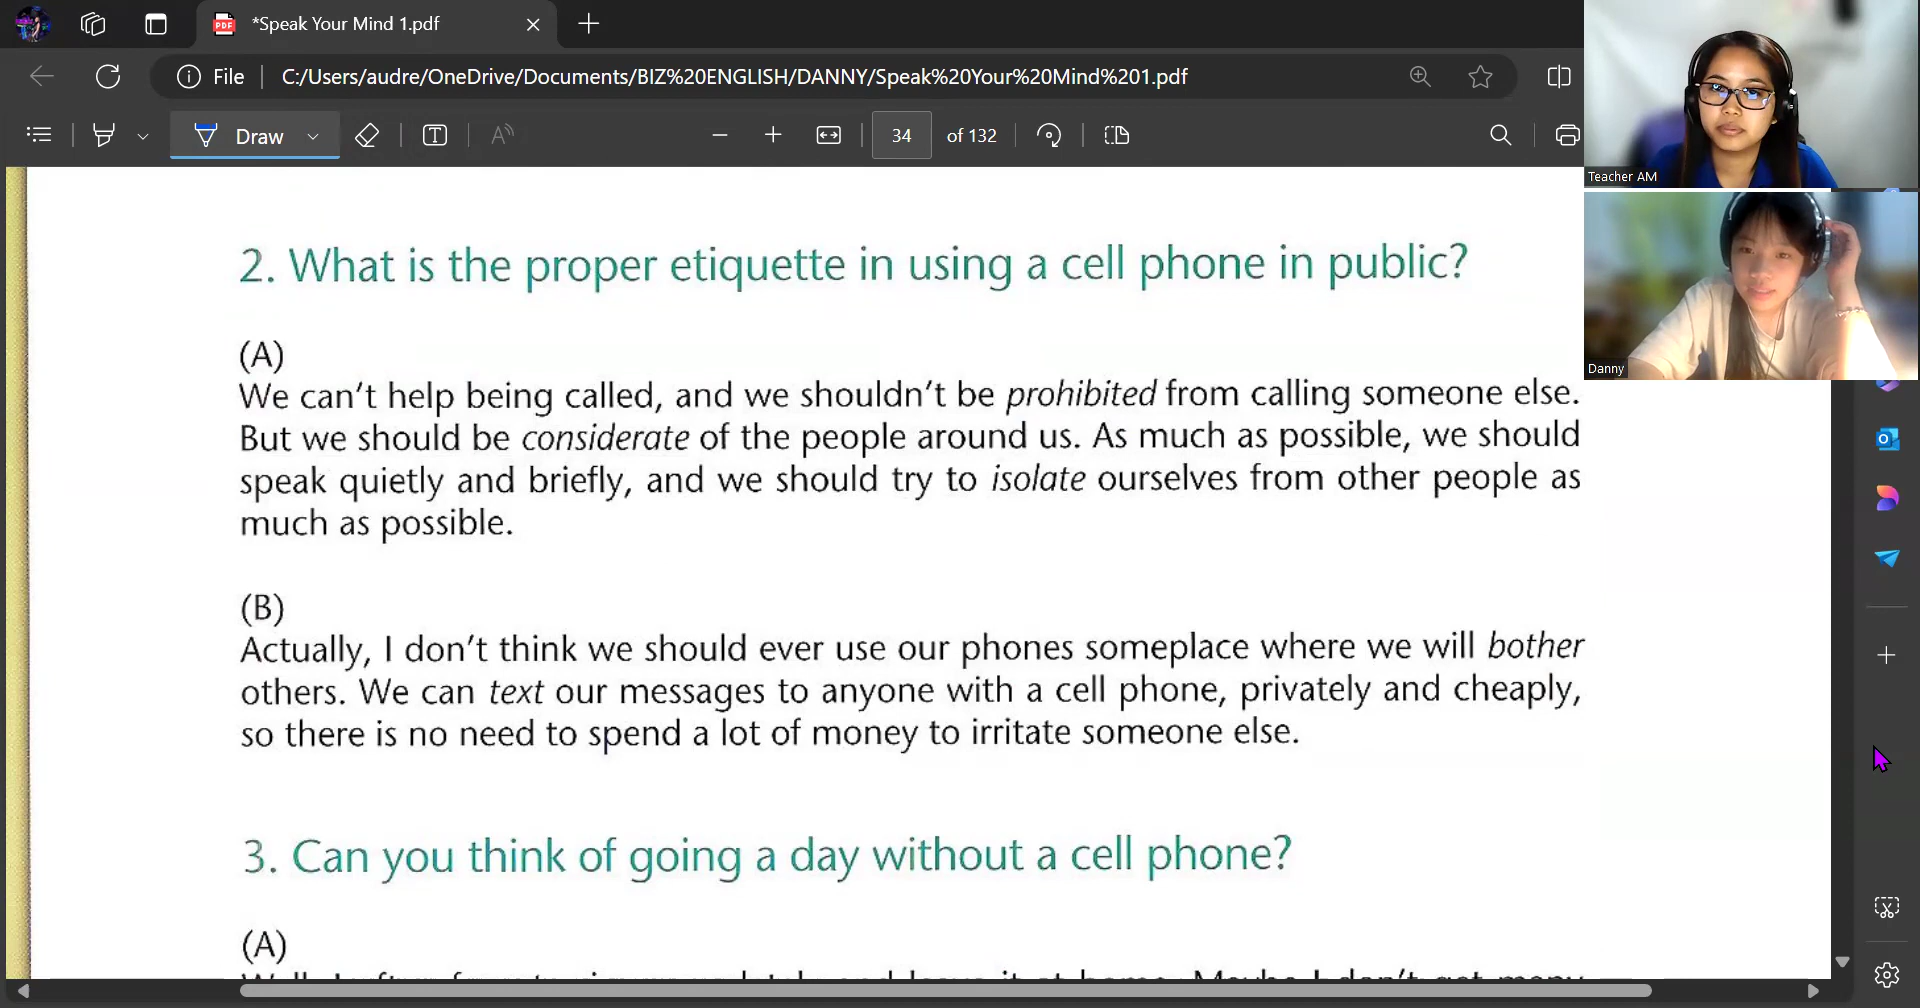 *Speak Your Mind 1.pdf
File
C:/Users/audre/OneDrive/Documents/BIZ%20ENGLISH/DANNY/Speak%20Your%20Mind%201.pdf
Draw
34 of 132
Teacher AM
Danny
2. What is the proper etiquette in using a cell phone in public?
(A)
We can't help being called, and we shouldn't be prohibited from calling someone else.
But we should be considerate of the people around us. As much as possible, we should
speak quietly and briefly, and we should try to isolate ourselves from other people as
much as possible.
(B)
Actually, I don't think we should ever use our phones someplace where we will bother
others. We can text our messages to anyone with a cell phone, privately and cheaply,
so there is no need to spend a lot of money to irritate someone else.
3. Can you think of going a day without a cell phone?
(A)